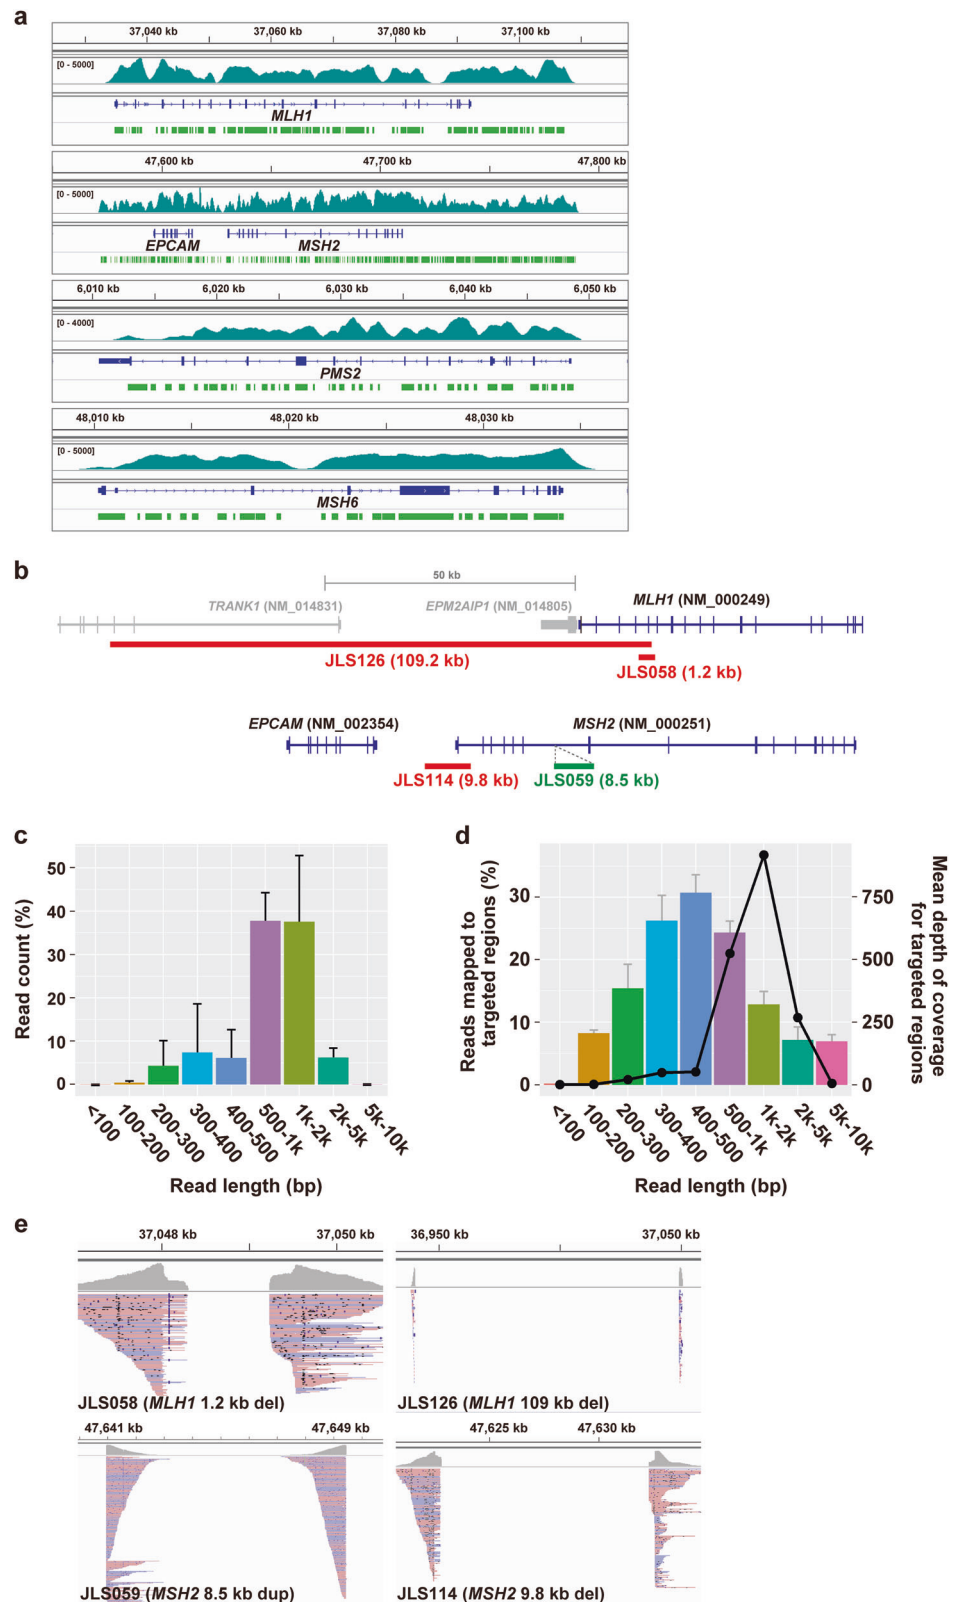 a
37,040 kb 37,060 kb 37,080 kb 37,100 kb
[0 - 5000]
MLH1
47,600 kb 47,700 kb 47,800 kb
[0 - 5000]
EPCAM MSH2
6,010 kb 6,020 kb 6,030 kb 6,040 kb 6,050 kb
[0 - 4000]
PMS2
48,010 kb 48,020 kb 48,030 kb
[0 - 5000]
MSH6
b
50 kb
TRANK1 (NM_014831) EPM2AIP1 (NM_014805) MLH1 (NM_000249)
JLS126 (109.2 kb) JLS058 (1.2 kb)
EPCAM (NM_002354) MSH2 (NM_000251)
JLS114 (9.8 kb) JLS059 (8.5 kb)
c
Read count (%)
50
40
30
20
10
0
<100 100-200 200-300 300-400 400-500 500-1k 1k-2k 2k-5k 5k-10k
Read length (bp)
d
Reads mapped to
targeted regions (%)
30
20
10
0
750
500
250
0
Mean depth of coverage
for targeted regions
<100 100-200 200-300 300-400 400-500 500-1k 1k-2k 2k-5k 5k-10k
Read length (bp)
e
37,048 kb 37,050 kb
JLS058 (MLH1 1.2 kb del)
36,950 kb 37,050 kb
JLS126 (MLH1 109 kb del)
47,641 kb 47,649 kb
JLS059 (MSH2 8.5 kb dup)
47,625 kb 47,630 kb
JLS114 (MSH2 9.8 kb del)